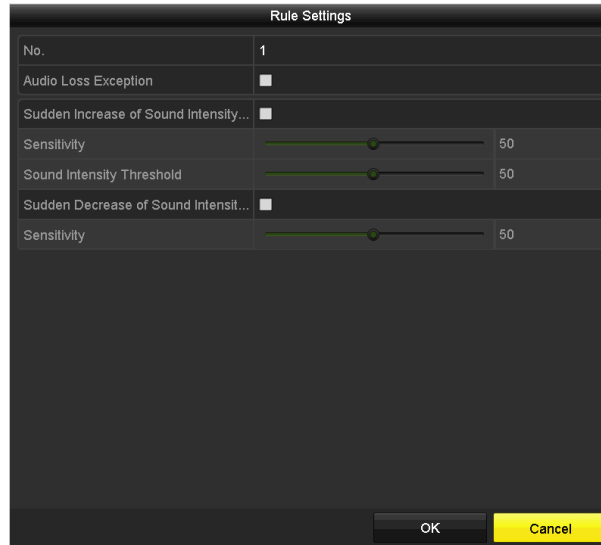 Rule Settings
No. 1
Audio Loss Exception
Sudden Increase of Sound Intensity...
Sensitivity 50
Sound Intensity Threshold 50
Sudden Decrease of Sound Intensit...
Sensitivity 50
OK Cancel